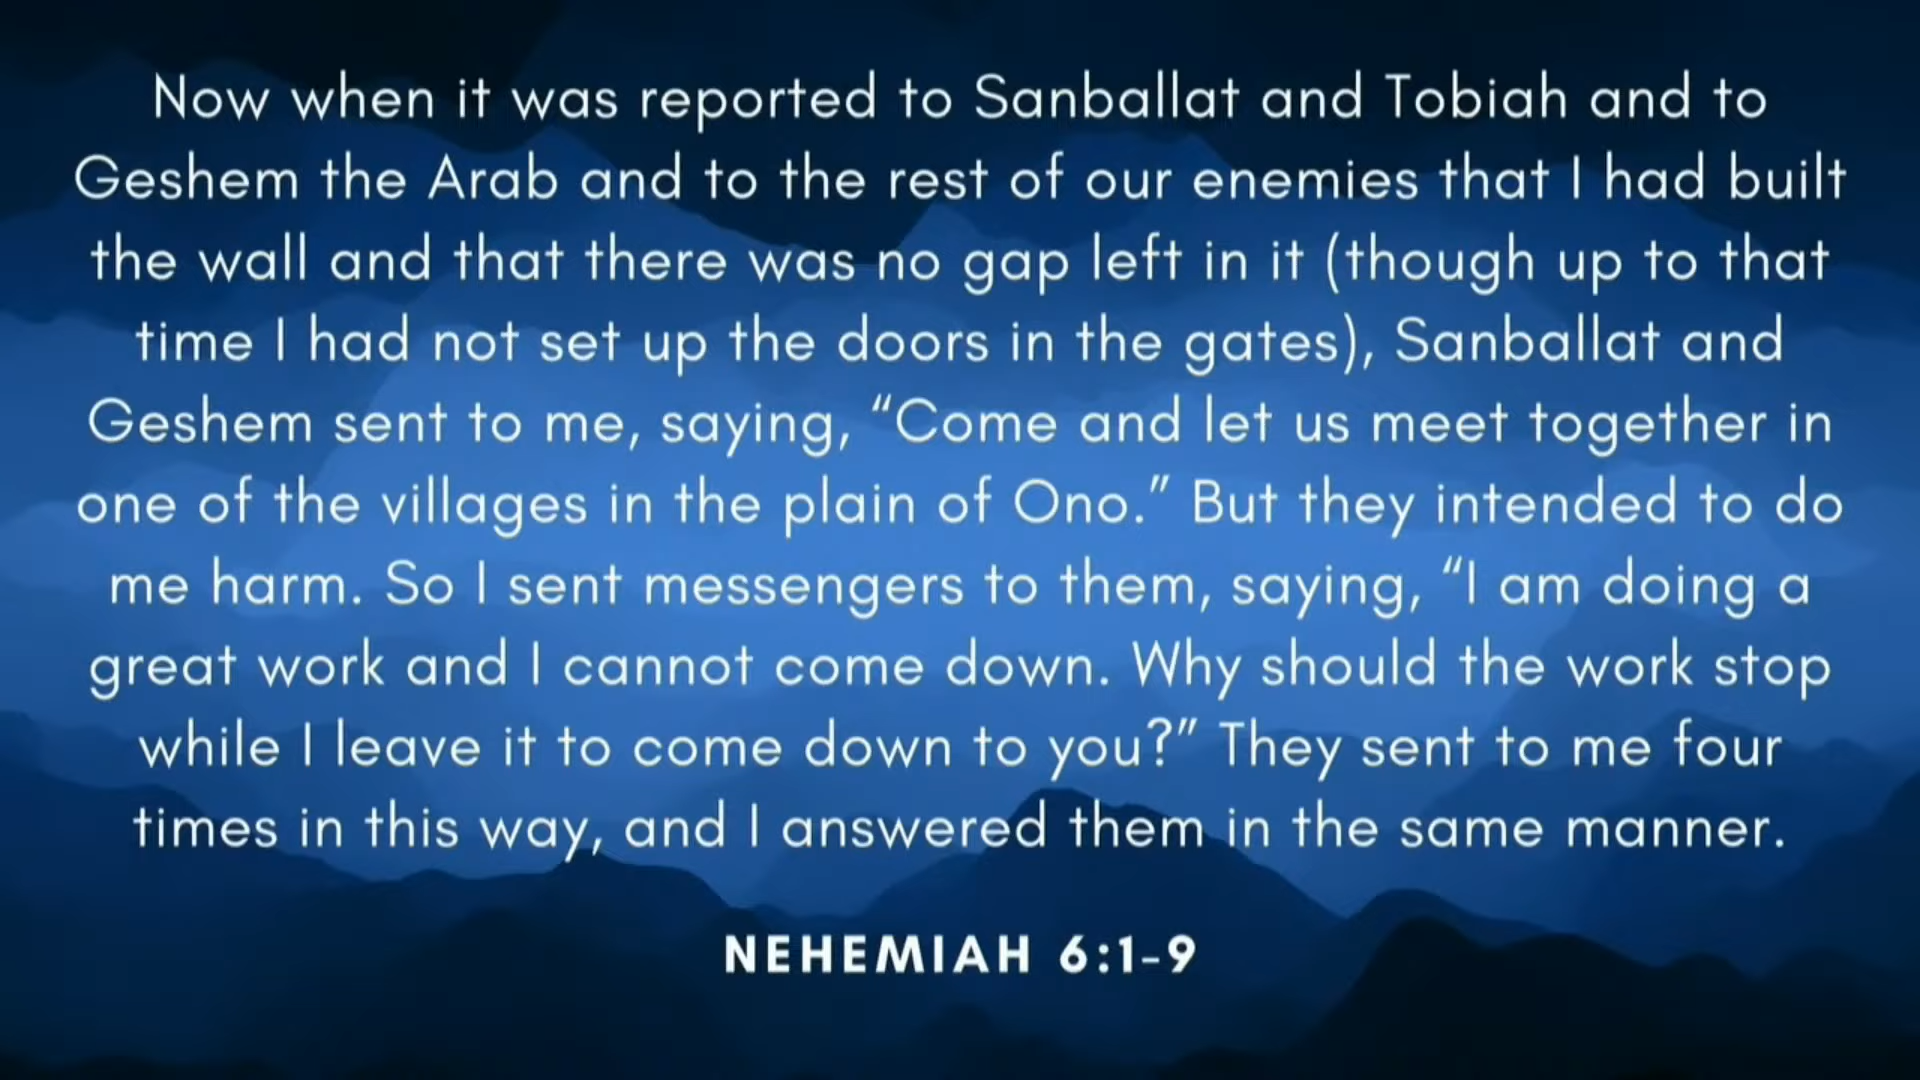 Now when it was reported to Sanballat and Tobiah and to
Geshem the Arab and to the rest of our enemies that I had built
the wall and that there was no gap left in it (though up to that
time I had not set up the doors in the gates), Sanballat and
Geshem sent to me, saying, “Come and let us meet together in
one of the villages in the plain of Ono.” But they intended to do
me harm. So I sent messengers to them, saying, “I am doing a
great work and I cannot come down. Why should the work stop
while I leave it to come down to you?” They sent to me four
times in this way, and I answered them in the same manner.
NEHEMIAH 6:1-9